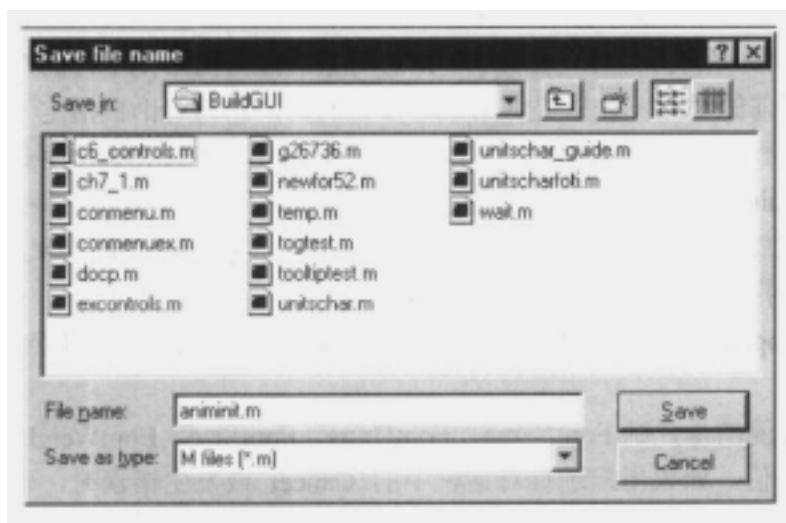 Save file name
Save in: BuildGUI
c6_controls.m g26736.m unitschar_guide.m
ch7_1.m newfor52.m unitscharfoti.m
conmenu.m temp.m wait.m
conmenuex.m togtest.m
docp.m tooltiptest.m
excontrols.m unitschar.m
File name: animinit.m Save
Save as type: M files (*.m) Cancel